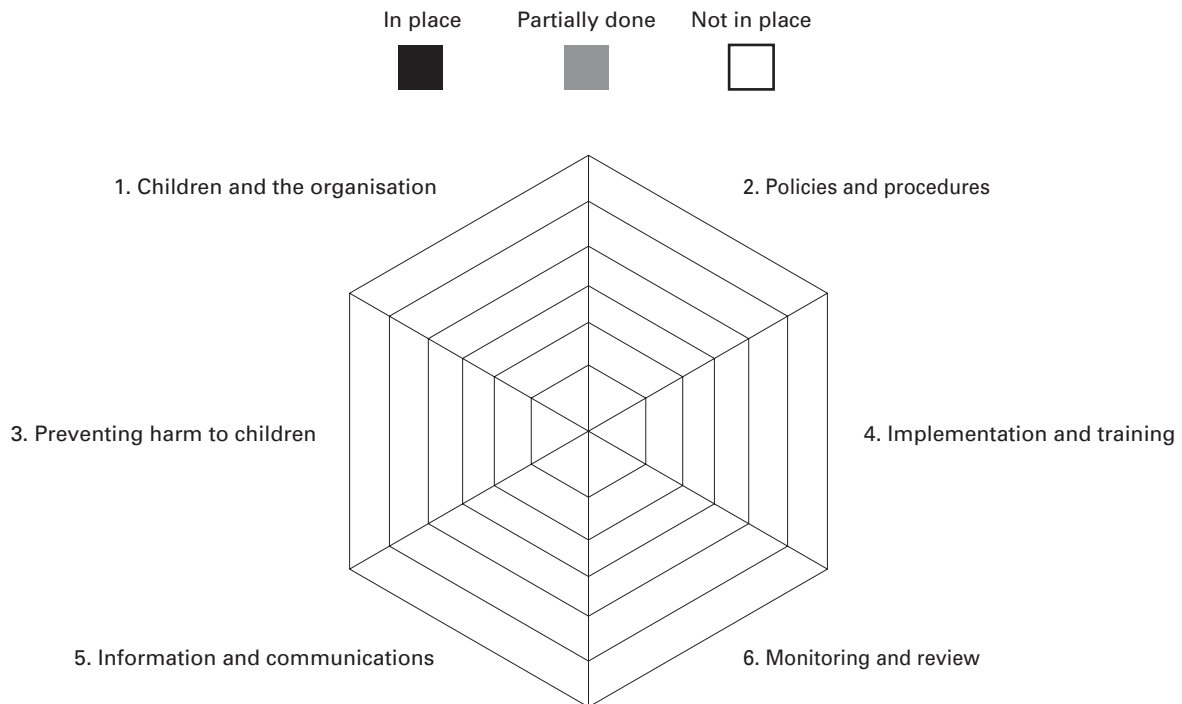 In place
Partially done
Not in place
1. Children and the organisation
2. Policies and procedures
3. Preventing harm to children
4. Implementation and training
5. Information and communications
6. Monitoring and review